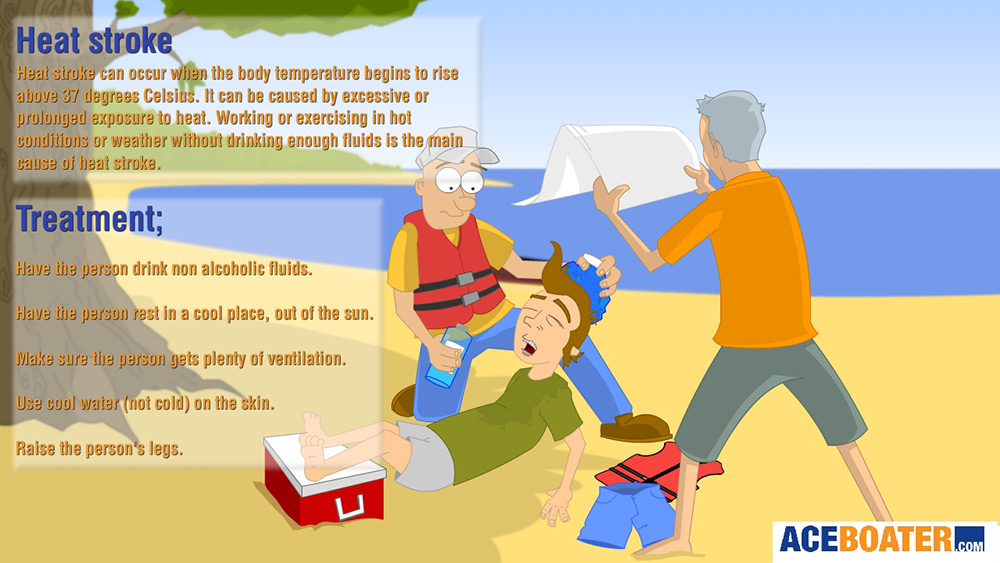 Heat stroke
Heat stroke can occur when the body temperature begins to rise
above 37 degrees Celsius. It can be caused by excessive or
prolonged exposure to heat. Working or exercising in hot
conditions or weather without drinking enough fluids is the main
cause of heat stroke.
Treatment;
Have the person drink non alcoholic fluids.
Have the person rest in a cool place, out of the sun.
Make sure the person gets plenty of ventilation.
Use cool water (not cold) on the skin.
Raise the person's legs.
ACEBOATER.COM